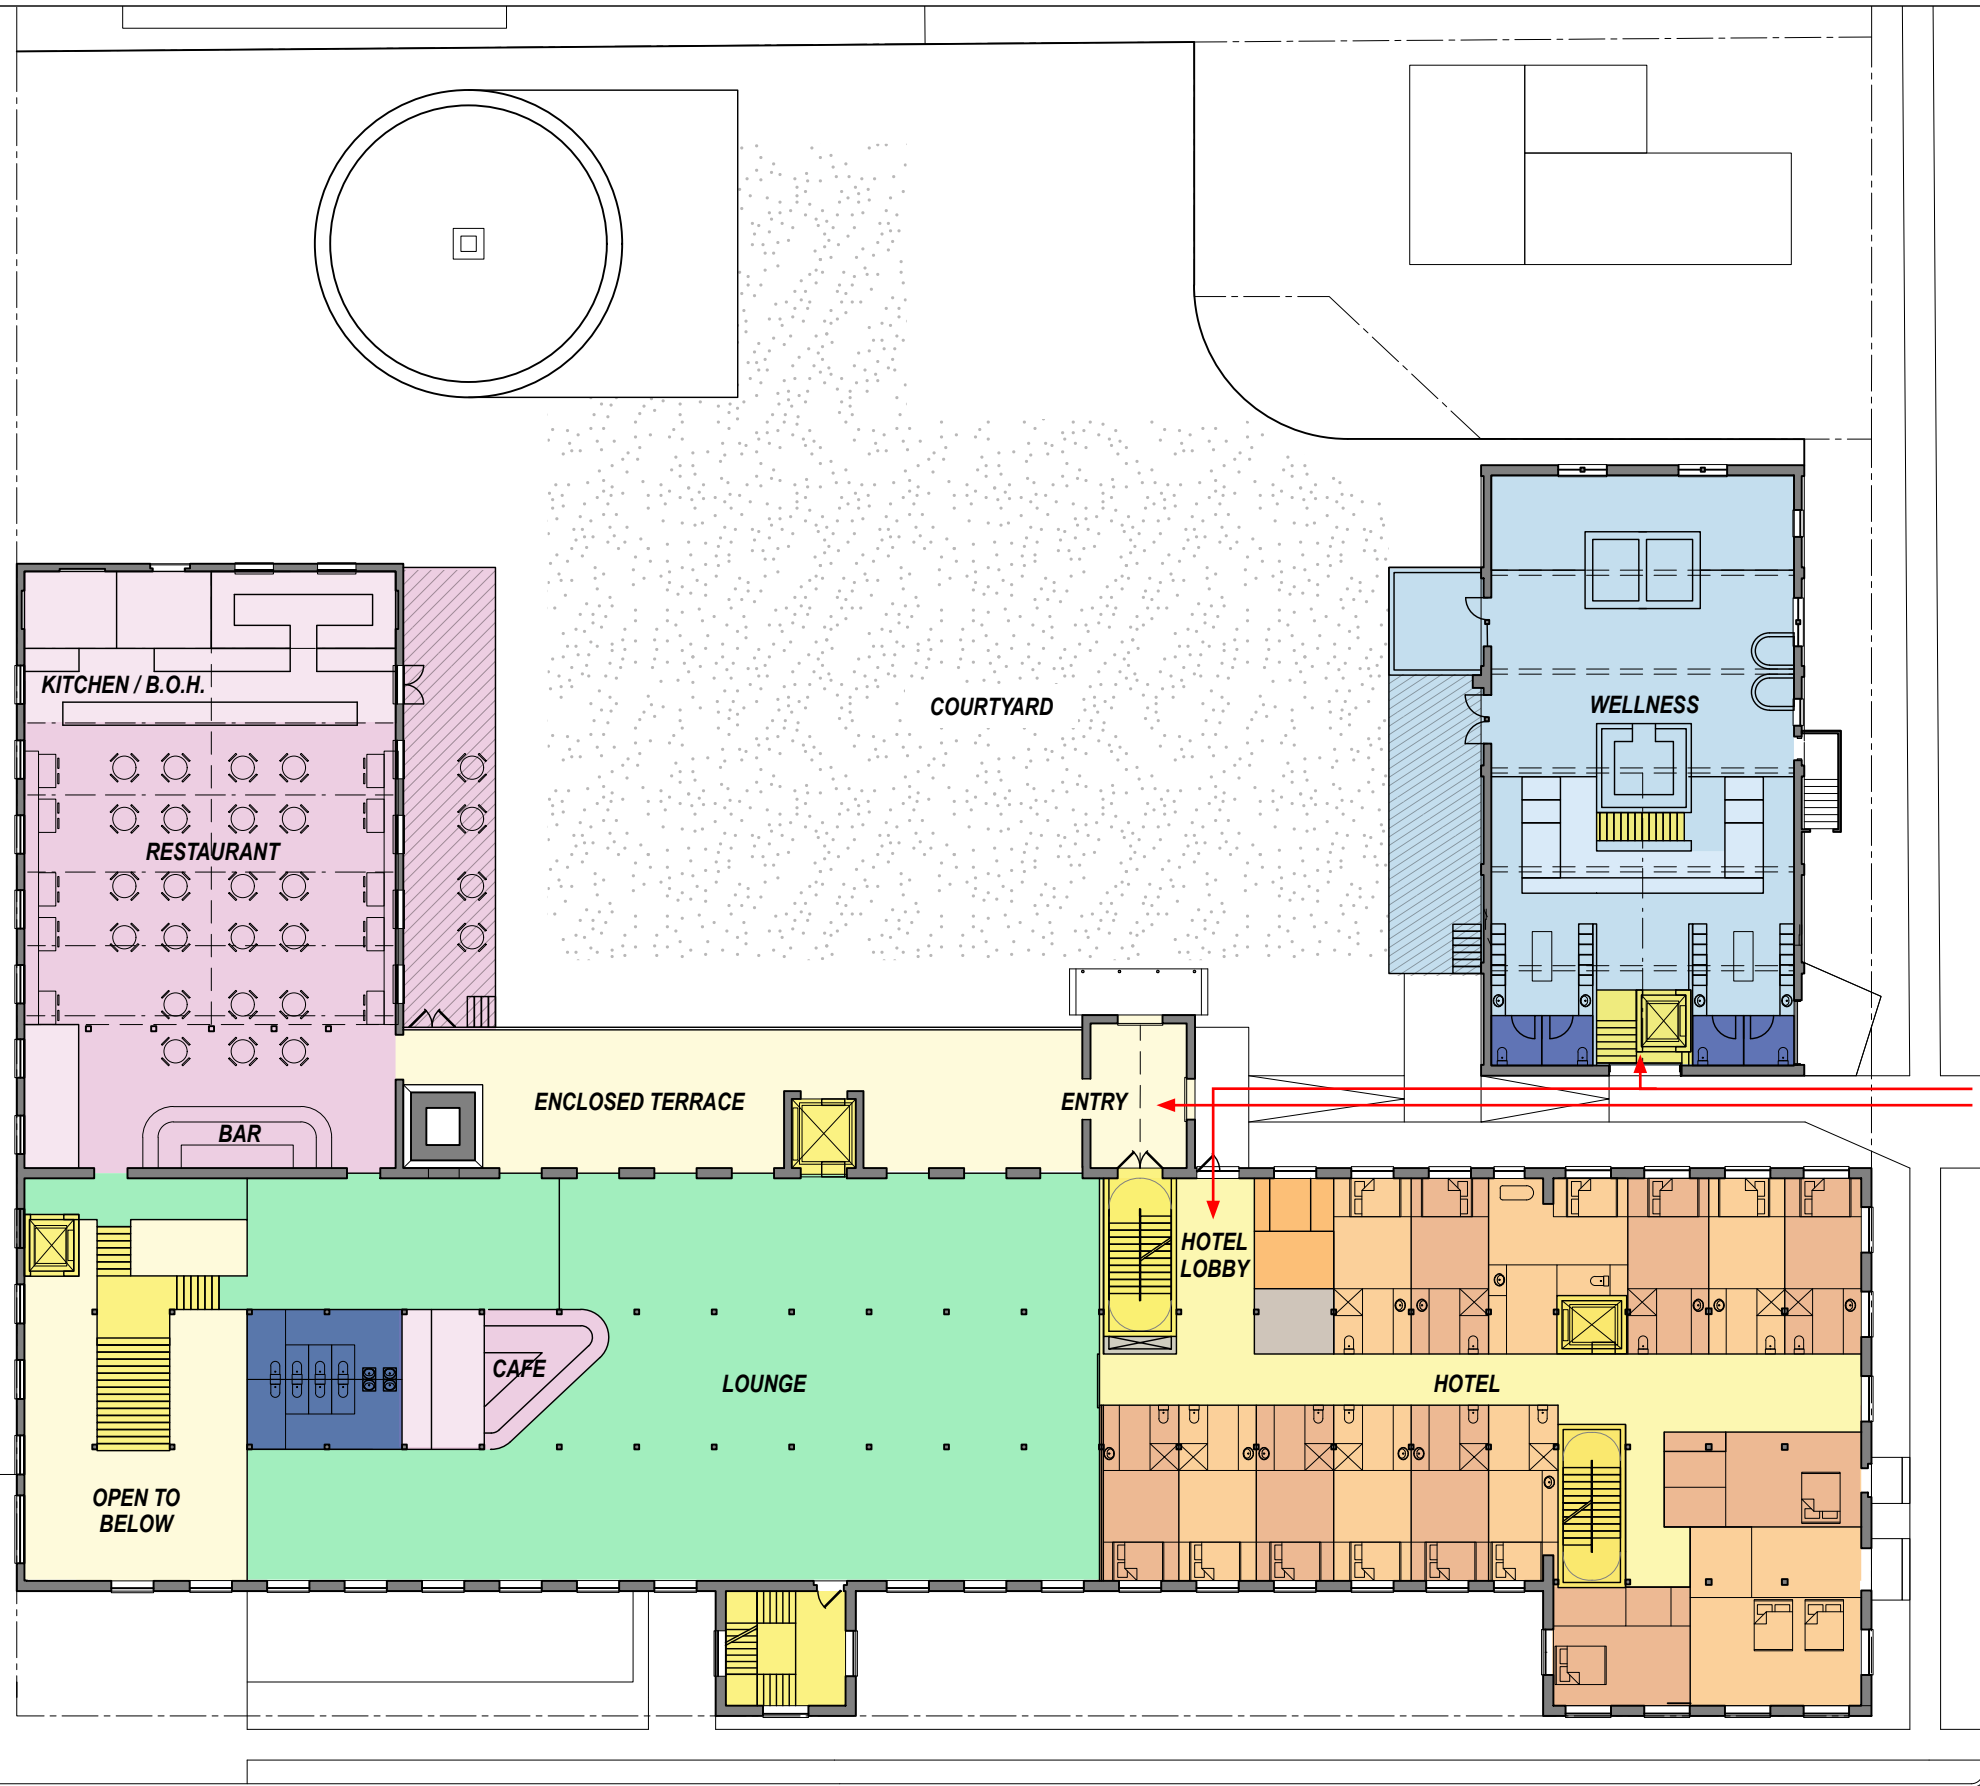 COURTYARD
KITCHEN / B.O.H.
WELLNESS
RESTAURANT
ENCLOSED TERRACE
ENTRY
BAR
HOTEL
LOBBY
CAFE
LOUNGE
HOTEL
OPEN TO
BELOW